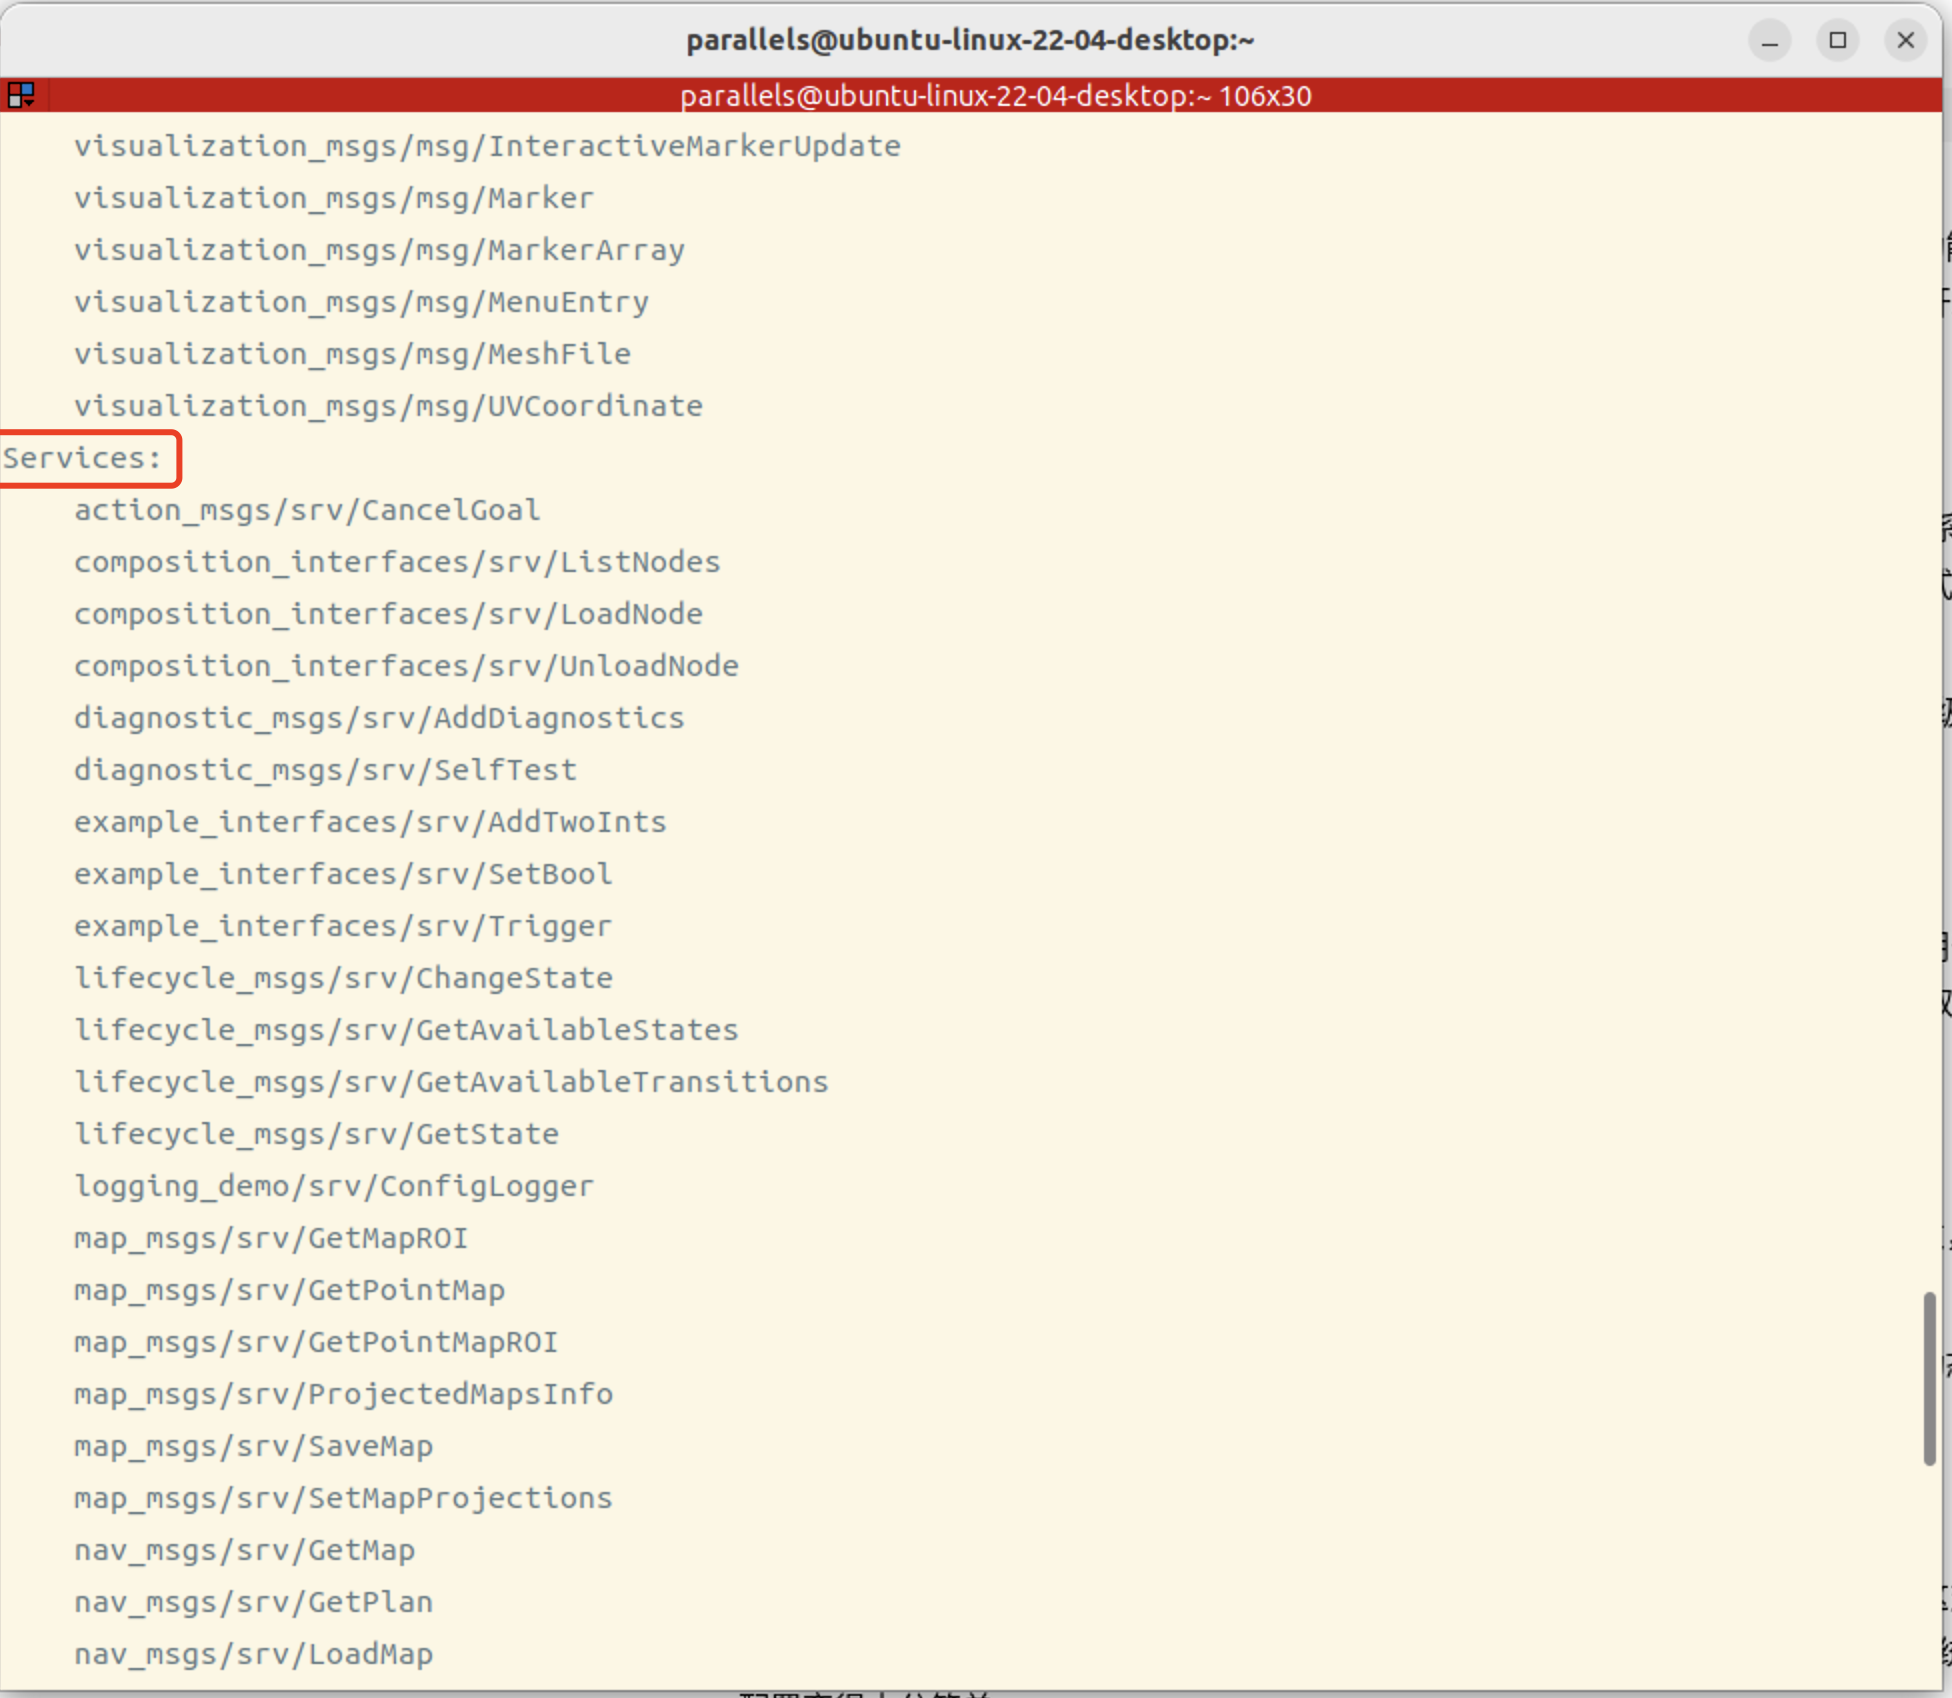 parallels@ubuntu-linux-22-04-desktop:~
parallels@ubuntu-linux-22-04-desktop:~ 106x30
visualization_msgs/msg/InteractiveMarkerUpdate
visualization_msgs/msg/Marker
visualization_msgs/msg/MarkerArray
visualization_msgs/msg/MenuEntry
visualization_msgs/msg/MeshFile
visualization_msgs/msg/UVCoordinate
Services:
action_msgs/srv/CancelGoal
composition_interfaces/srv/ListNodes
composition_interfaces/srv/LoadNode
composition_interfaces/srv/UnloadNode
diagnostic_msgs/srv/AddDiagnostics
diagnostic_msgs/srv/SelfTest
example_interfaces/srv/AddTwoInts
example_interfaces/srv/SetBool
example_interfaces/srv/Trigger
lifecycle_msgs/srv/ChangeState
lifecycle_msgs/srv/GetAvailableStates
lifecycle_msgs/srv/GetAvailableTransitions
lifecycle_msgs/srv/GetState
logging_demo/srv/ConfigLogger
map_msgs/srv/GetMapROI
map_msgs/srv/GetPointMap
map_msgs/srv/GetPointMapROI
map_msgs/srv/ProjectedMapsInfo
map_msgs/srv/SaveMap
map_msgs/srv/SetMapProjections
nav_msgs/srv/GetMap
nav_msgs/srv/GetPlan
nav_msgs/srv/LoadMap